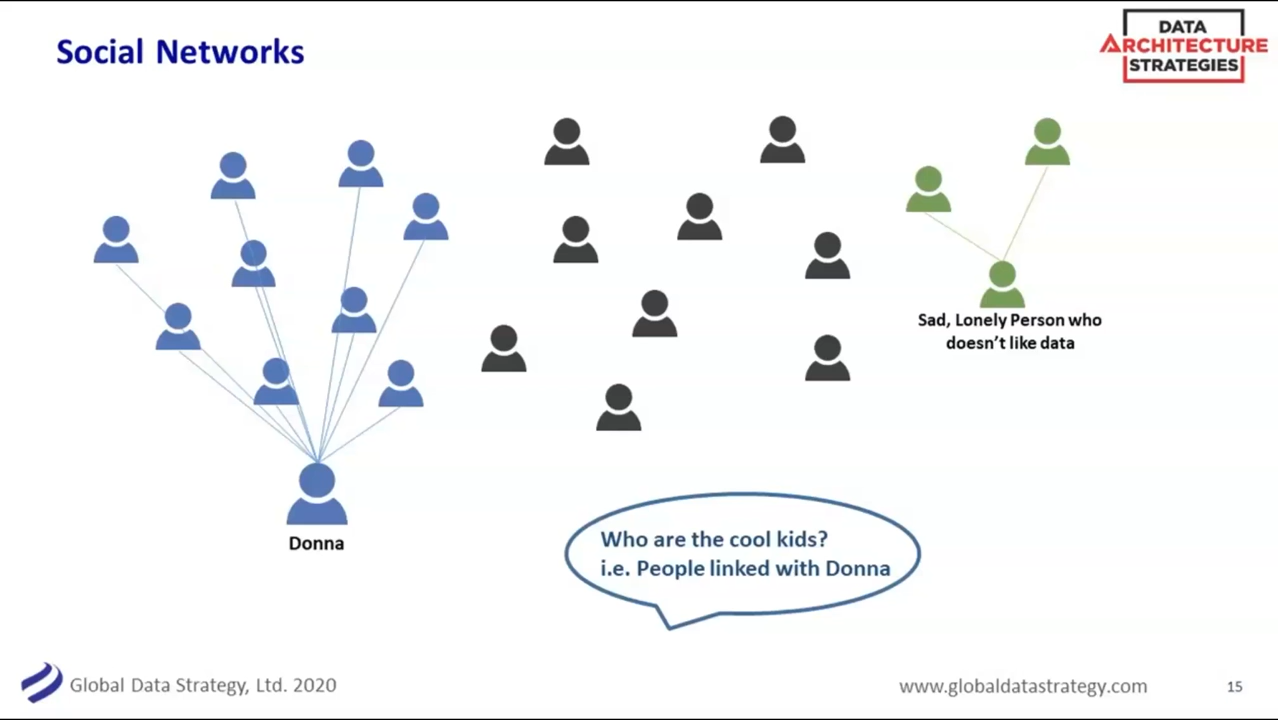 Social Networks
DATA
ARCHITECTURE
STRATEGIES
Sad, Lonely Person who
doesn't like data
Donna
Who are the cool kids?
i.e. People linked with Donna
Global Data Strategy, Ltd. 2020
www.globaldatastrategy.com
15